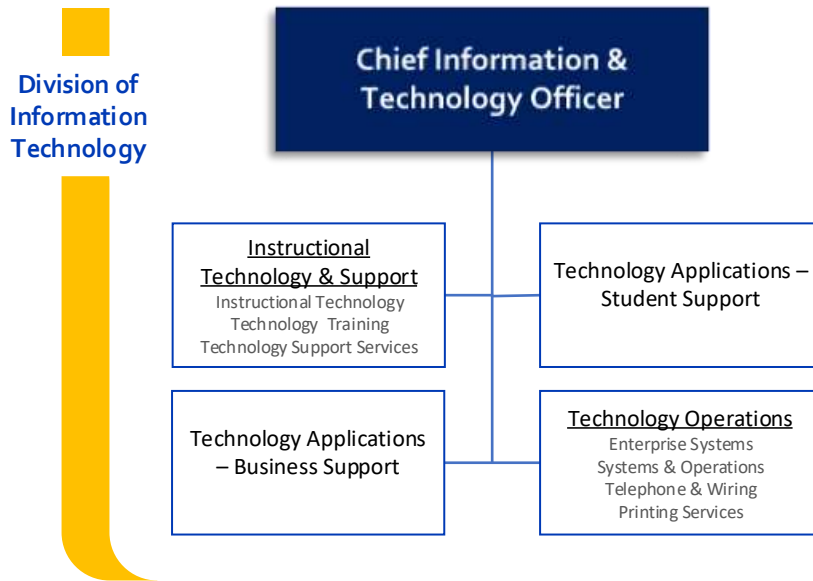 Division of
Information
Technology
Chief Information &
Technology Officer
Instructional
Technology & Support
Instructional Technology
Technology Training
Technology Support Services
Technology Applications –
Student Support
Technology Applications
– Business Support
Technology Operations
Enterprise Systems
Systems & Operations
Telephone & Wiring
Printing Services